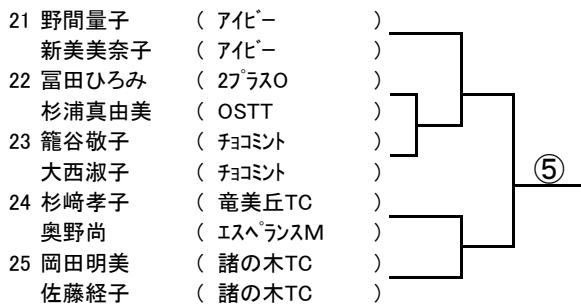 21 野間量子 ( アイビー )
新美美奈子 ( アイビー )
22 冨田ひろみ ( 2プラスO )
杉浦真由美 ( OSTT )
23 籠谷敬子 ( チョコミント )
大西淑子 ( チョコミント )
⑤
24 杉﨑孝子 ( 竜美丘TC )
奥野尚 ( エスペランスM )
25 岡田明美 ( 諸の木TC )
佐藤経子 ( 諸の木TC )